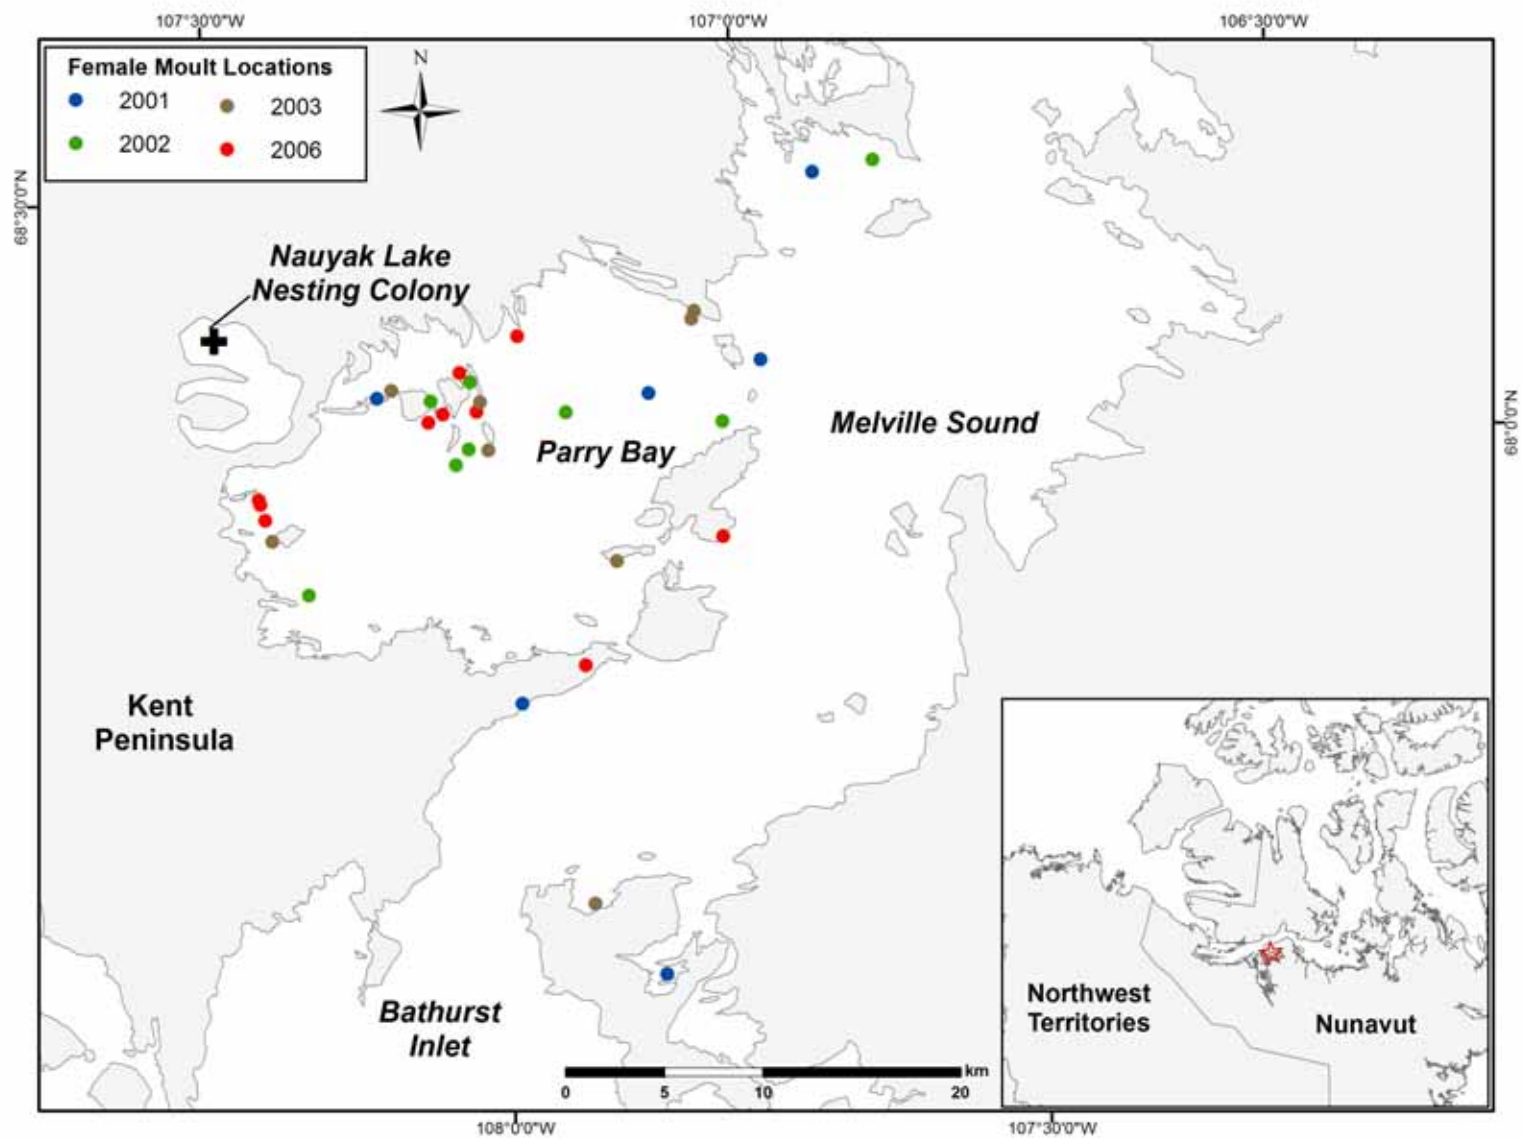 107°30'0"W
107°0'0"W
106°30'0"W
Female Moult Locations
2001
2003
2002
2006
N
68°30'0"N
Nauyak Lake
Nesting Colony
Melville Sound
68°0'0"N
Parry Bay
Kent
Peninsula
Bathurst
Inlet
km
0
5
10
20
Northwest
Territories
Nunavut
108°0'0"W
107°30'0"W